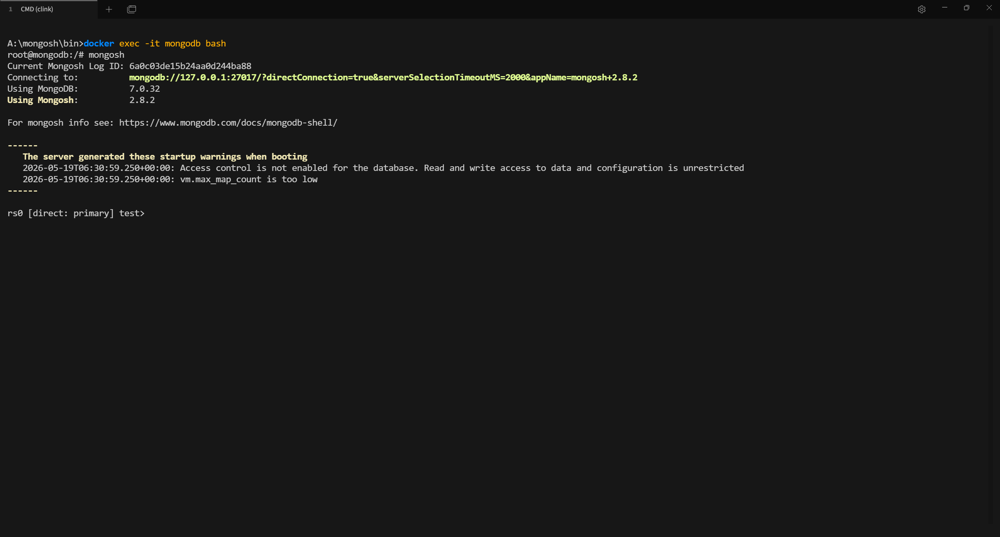 1 CMD (clink)
A:\mongosh\bin>docker exec -it mongodb bash
root@mongodb:/# mongosh
Current Mongosh Log ID: 6a0c03de15b24aa0d244ba88
Connecting to:          mongodb://127.0.0.1:27017/?directConnection=true&serverSelectionTimeoutMS=2000&appName=mongosh+2.8.2
Using MongoDB:          7.0.32
Using Mongosh:          2.8.2
For mongosh info see: https://www.mongodb.com/docs/mongodb-shell/
------
   The server generated these startup warnings when booting
   2026-05-19T06:30:59.250+00:00: Access control is not enabled for the database. Read and write access to data and configuration is unrestricted
   2026-05-19T06:30:59.250+00:00: vm.max_map_count is too low
------
rs0 [direct: primary] test>